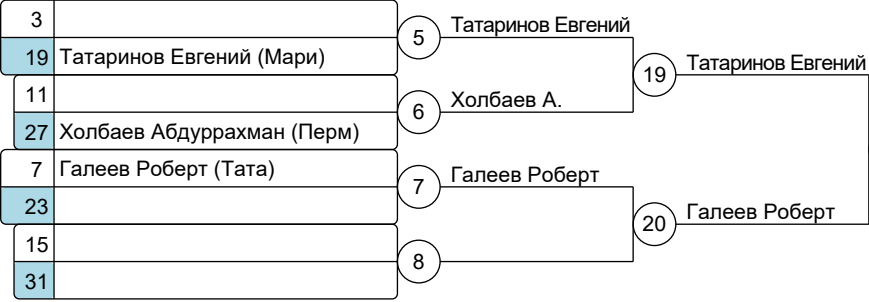 3
19 Татаринов Евгений (Мари)
11
27 Холбаев Абдуррахман (Перм)
7 Галеев Роберт (Тата)
23
15
31
5 Татаринов Евгений
6 Холбаев А.
7 Галеев Роберт
8
19 Татаринов Евгений
20 Галеев Роберт